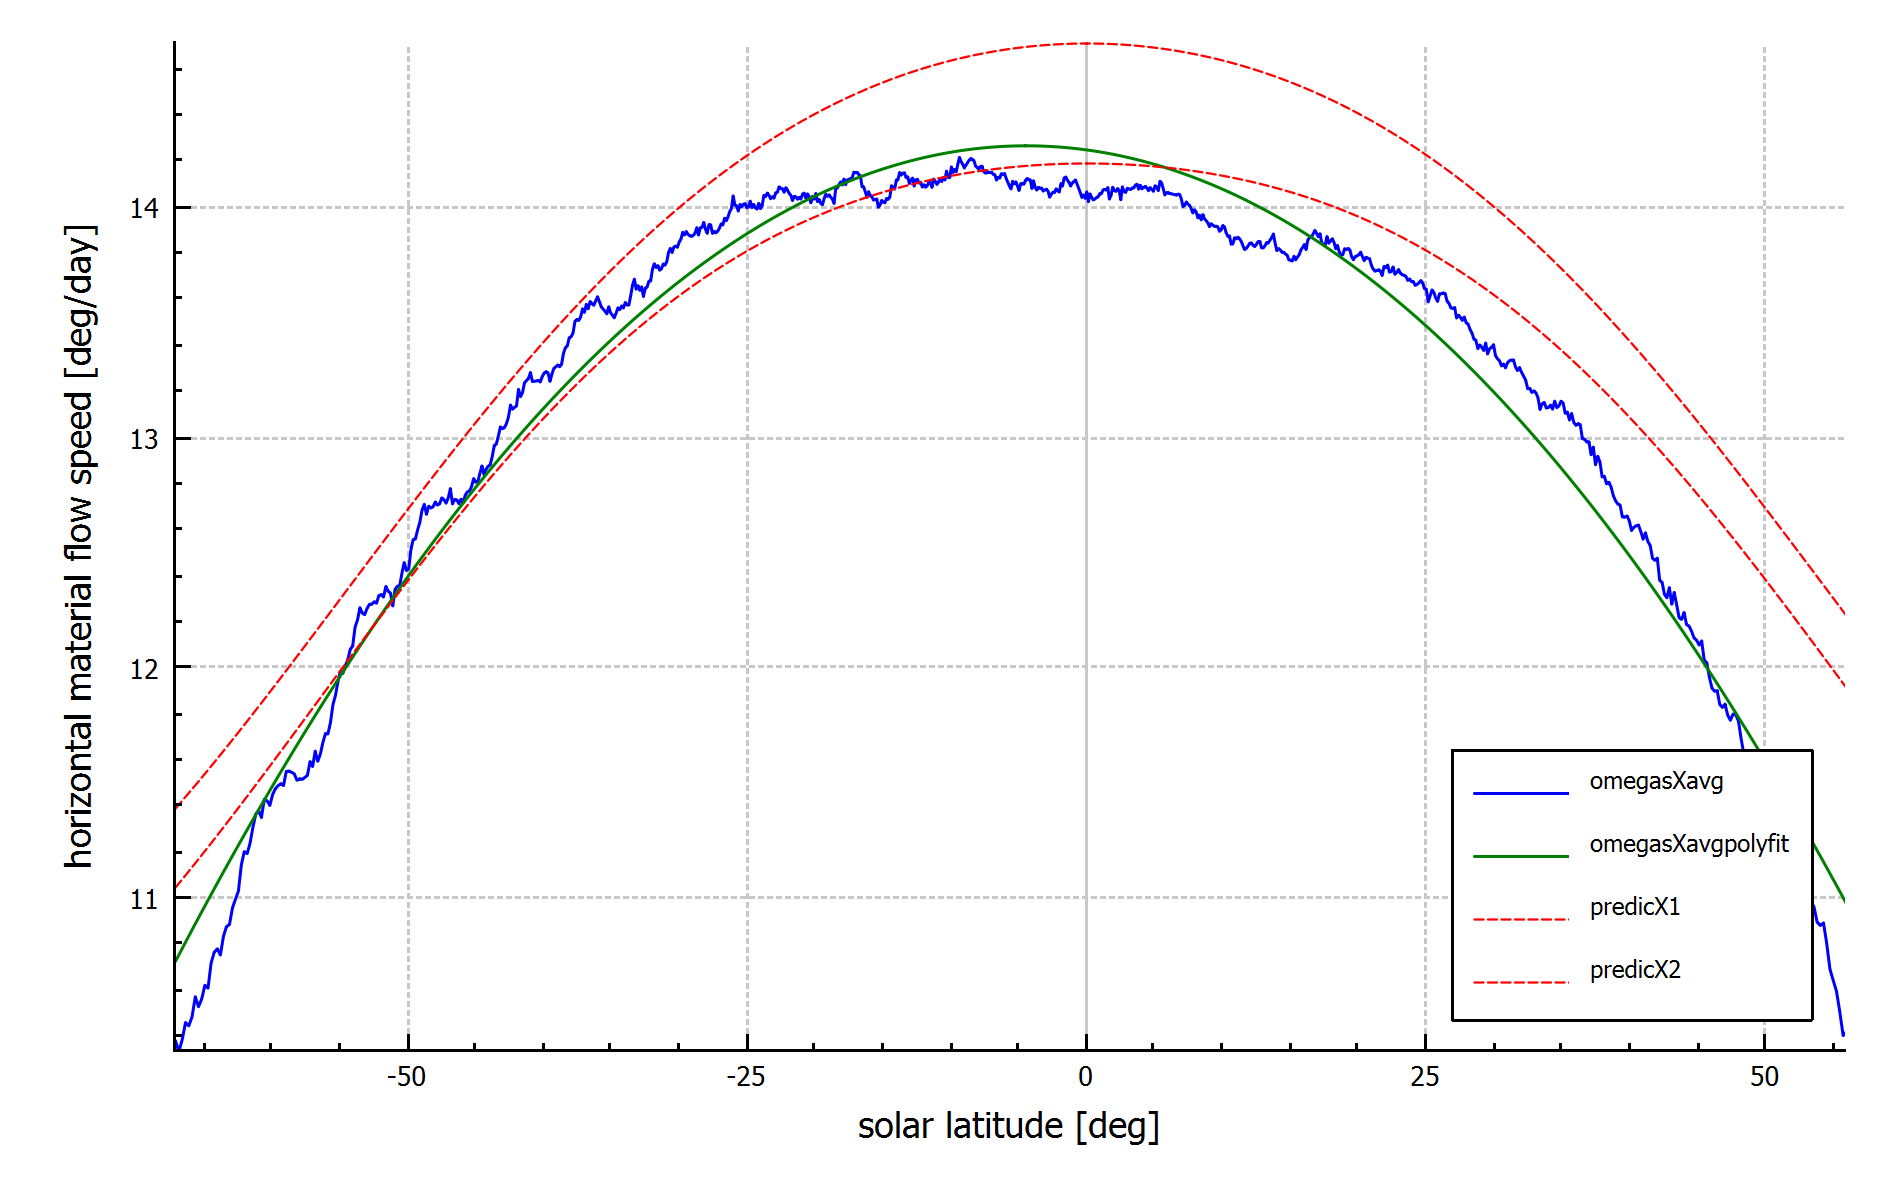 horizontal material flow speed [deg/day]
14
13
12
11
-50
-25
0
25
50
solar latitude [deg]
omegasXavg
omegasXavgpolyfit
predicX1
predicX2